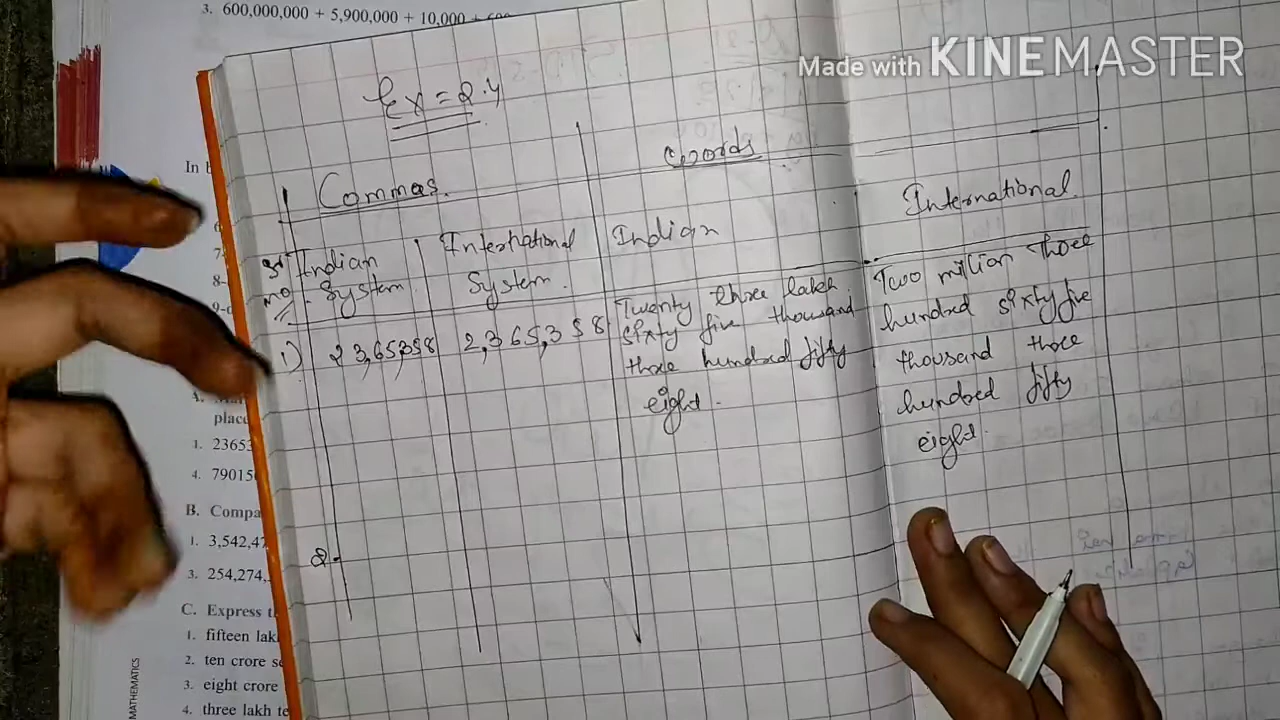 3. 600,000,000 + 5,900,000 + 10,000 +
Made with KINEMASTER
Ex = 2.4
Words
Commas.
International
Sr no
Indian System
International System.
Indian
1)
23,65,358
2,365,358
Twenty three lakh
sixty five thousand
three hundred fifty
eight.
Two million three
hundred sixty five
thousand three
hundred fifty
eight.
2.
In b
A.
place
1. 23653
4. 79015
B. Compa
1. 3,542,47
3. 254,274,
C. Express t
1. fifteen lak
2. ten crore se
3. eight crore
4. three lakh te
MATHEMATICS